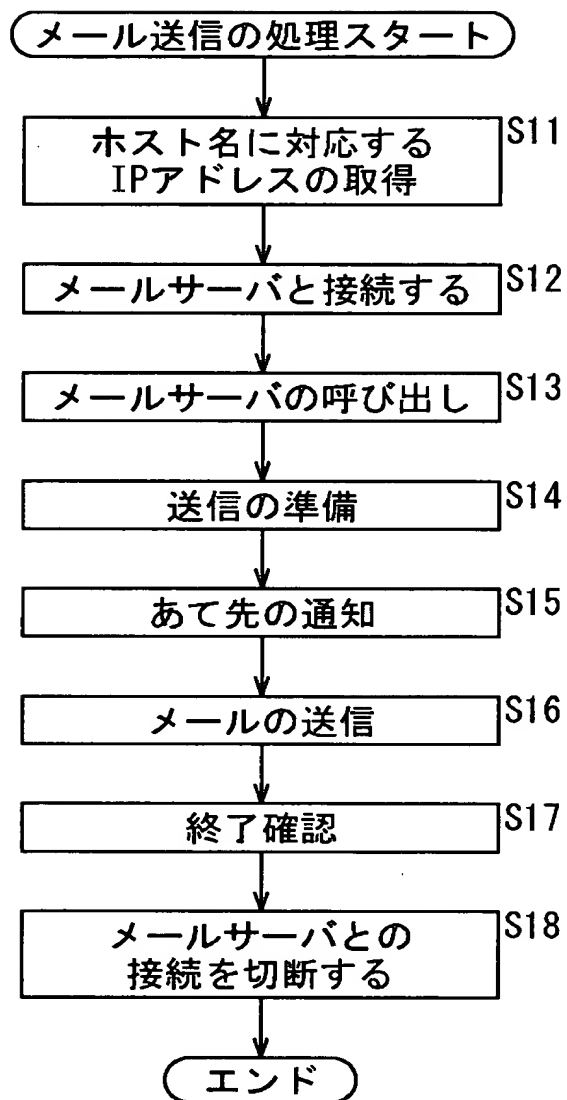 メール送信の処理スタート
ホスト名に対応する
IPアドレスの取得
S11
メールサーバと接続する
S12
メールサーバの呼び出し
S13
送信の準備
S14
あて先の通知
S15
メールの送信
S16
終了確認
S17
メールサーバとの
接続を切断する
S18
エンド